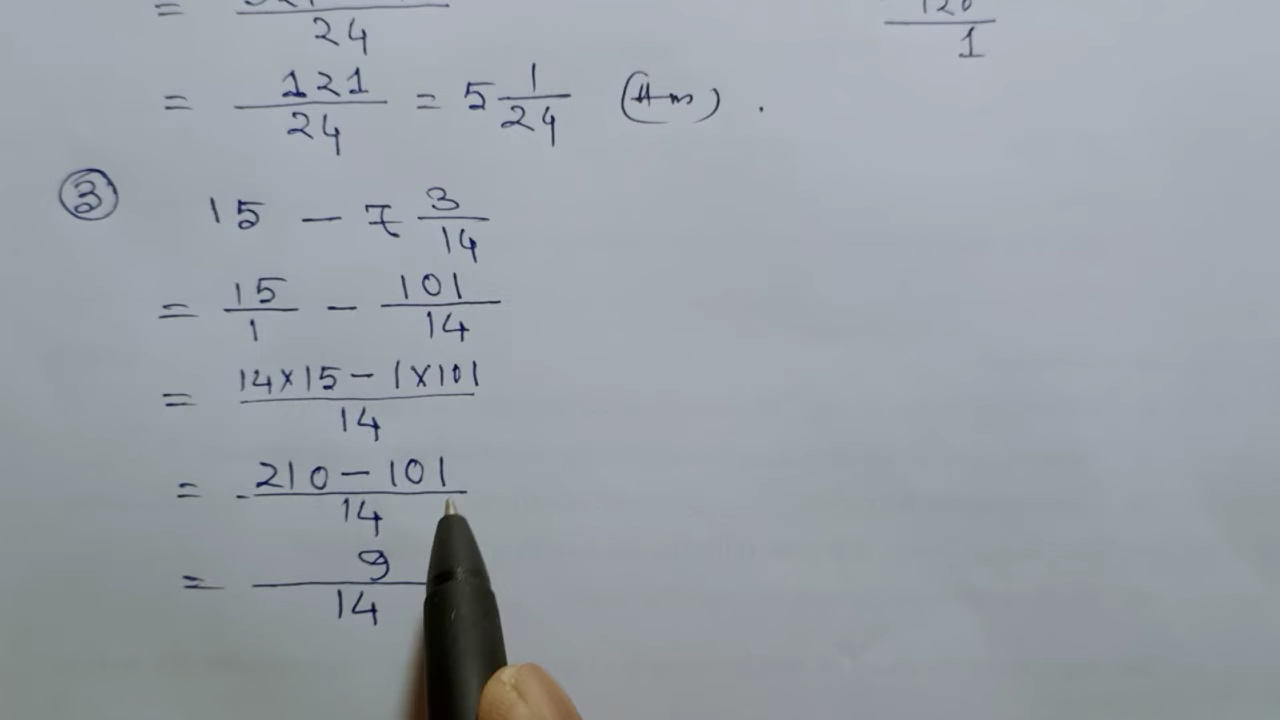 =
24
1
= 121/24 = 5 1/24 (Ans) .
③ 15 - 7 3/14
= 15/1 - 101/14
= 14×15-1×101/14
= 210-101/14
= 9/14